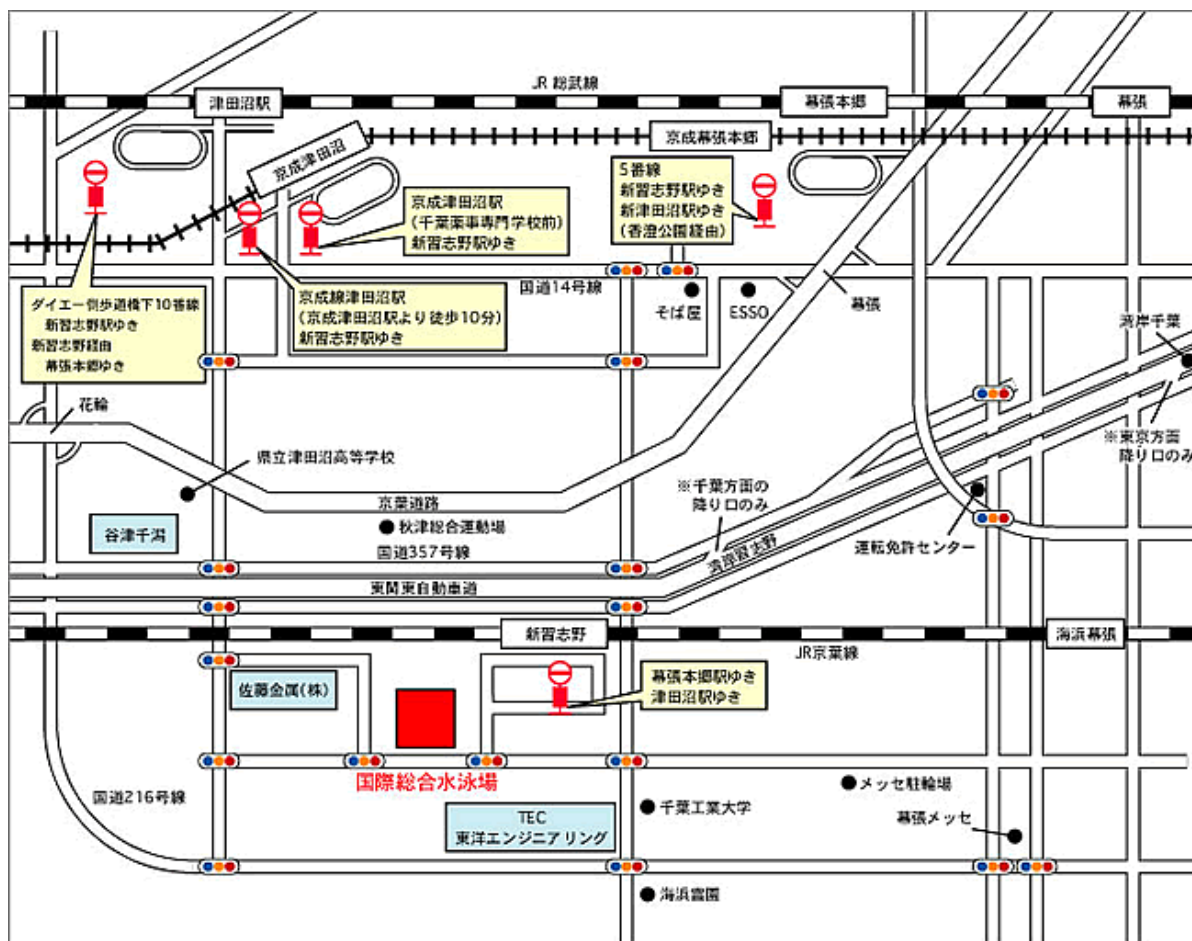 JR 総武線
津田沼駅
幕張本郷
幕張
京成幕張本郷
京成津田沼
5番線
新習志野駅ゆき
新津田沼駅ゆき
(香澄公園経由)
京成津田沼駅
(千葉薬事専門学校前)
新習志野駅ゆき
国道14号線
そば屋
ESSO
幕張
ダイエー側歩道橋下10番線
新習志野駅ゆき
新習志野経由
幕張本郷ゆき
京成線津田沼駅
(京成津田沼駅より徒歩10分)
新習志野駅ゆき
湾岸千葉
花輪
※東京方面
降り口のみ
県立津田沼高等学校
※千葉方面の
降り口のみ
京葉道路
谷津干潟
秋津総合運動場
運転免許センター
国道357号線
湾岸習志野
東関東自動車道
新習志野
海浜幕張
JR京葉線
佐藤金属(株)
幕張本郷駅ゆき
津田沼駅ゆき
国際総合水泳場
メッセ駐輪場
国道216号線
千葉工業大学
TEC
東洋エンジニアリング
幕張メッセ
海浜霊園